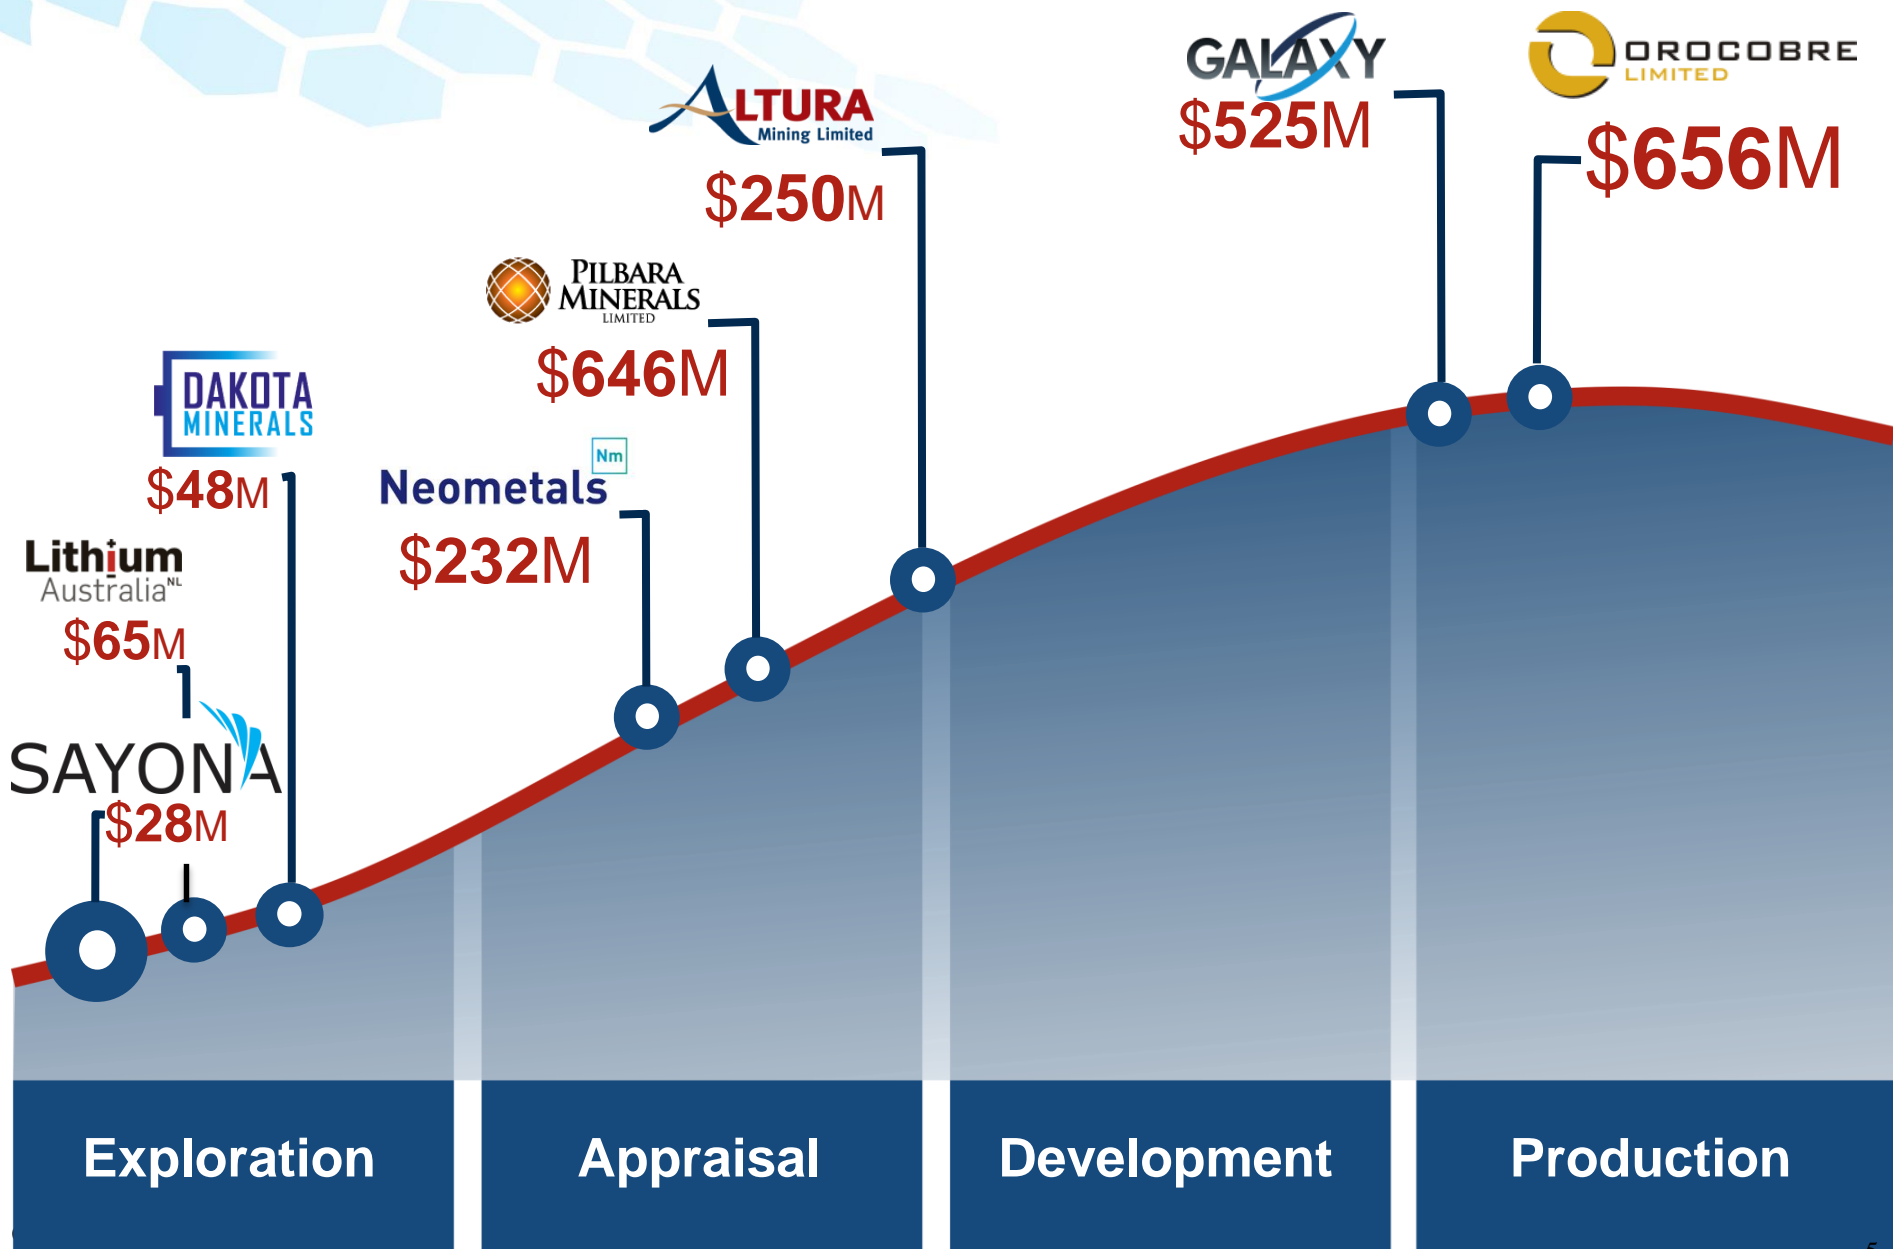 GALAXY
$525M
OROCOBRE
LIMITED
$656M
ALTURA
Mining Limited
$250M
PILBARA
MINERALS
LIMITED
$646M
DAKOTA
MINERALS
$48M
Nm
Neometals
$232M
Lithium
Australia NL
$65M
SAYONA
$28M
Exploration
Appraisal
Development
Production
5